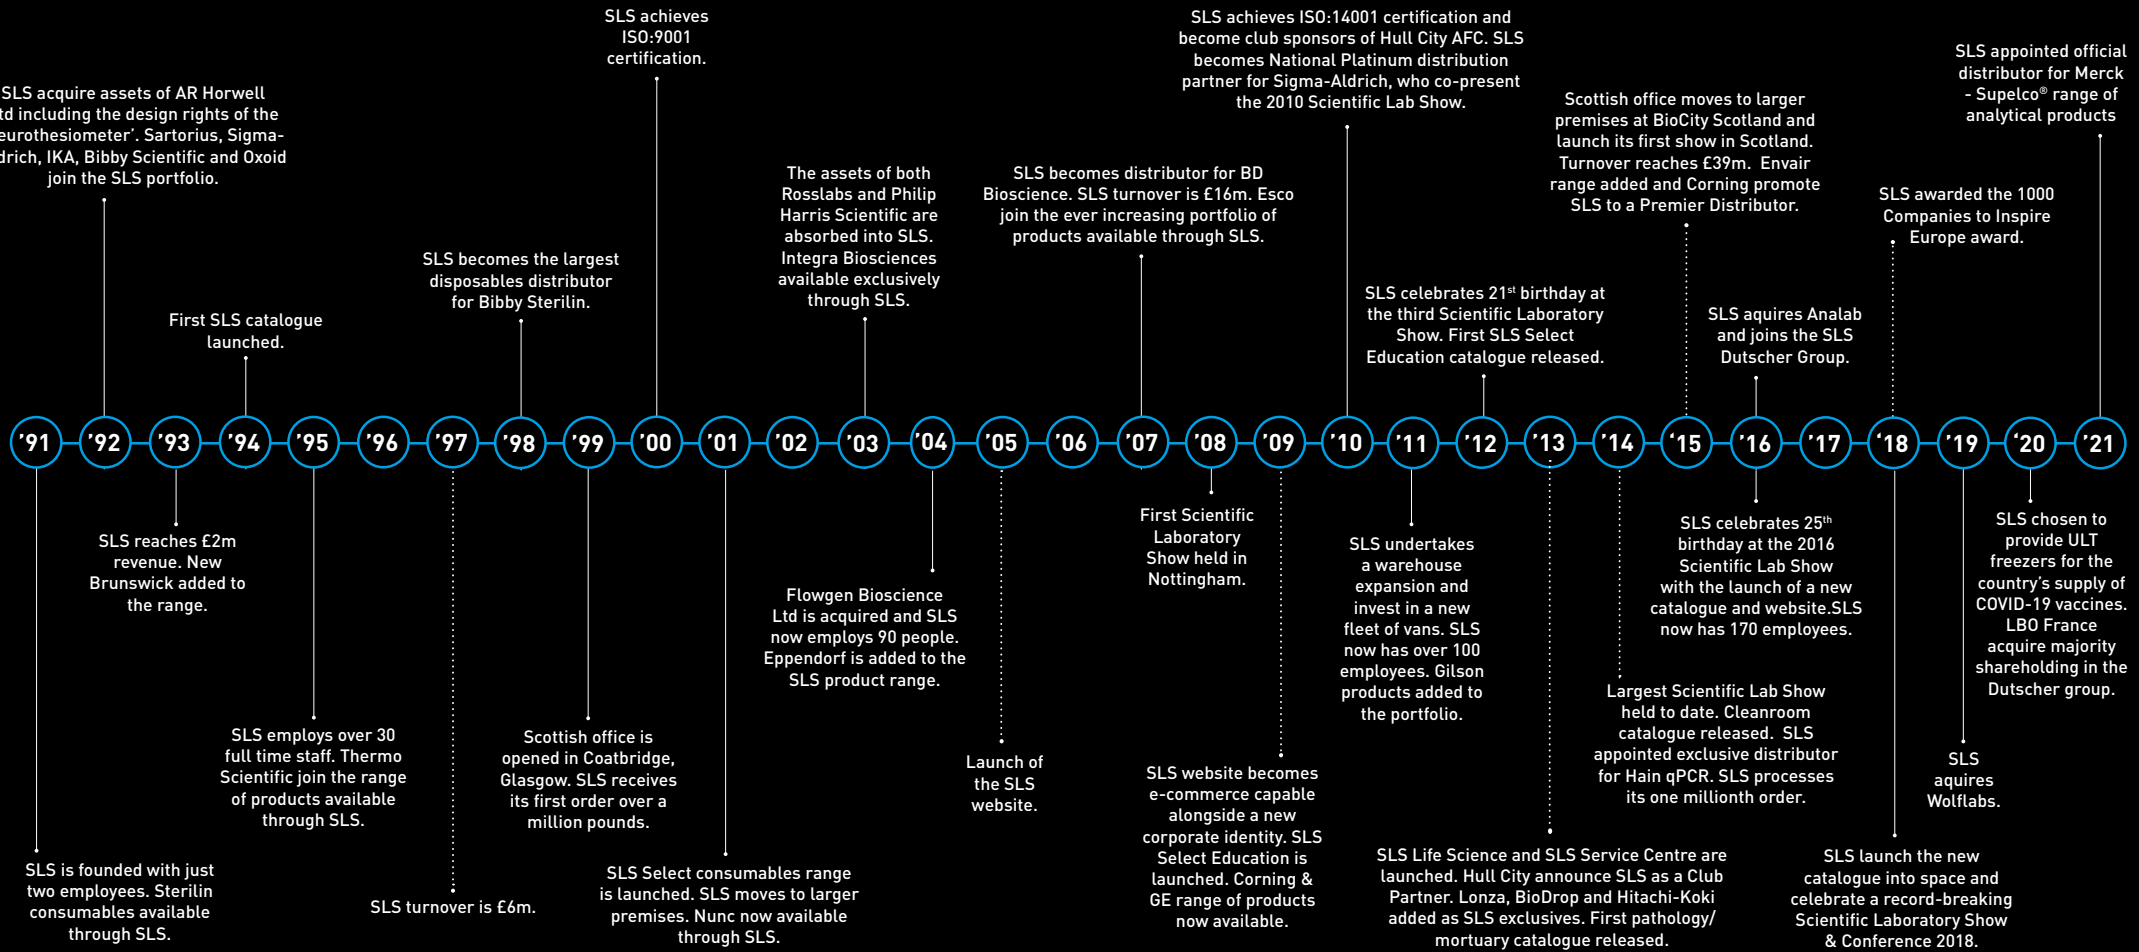 SLS acquire assets of AR Horwell
td including the design rights of the
eurothesiometer’. Sartorius, Sigma-
drich, IKA, Bibby Scientific and Oxoid
join the SLS portfolio.
First SLS catalogue
launched.
SLS becomes the largest
disposables distributor
for Bibby Sterilin.
SLS achieves
ISO:9001
certification.
The assets of both
Rosslabs and Philip
Harris Scientific are
absorbed into SLS.
Integra Biosciences
available exclusively
through SLS.
SLS becomes distributor for BD
Bioscience. SLS turnover is £16m. Esco
join the ever increasing portfolio of
products available through SLS.
SLS achieves ISO:14001 certification and
become club sponsors of Hull City AFC. SLS
becomes National Platinum distribution
partner for Sigma-Aldrich, who co-present
the 2010 Scientific Lab Show.
SLS celebrates 21st birthday at
the third Scientific Laboratory
Show. First SLS Select
Education catalogue released.
Scottish office moves to larger
premises at BioCity Scotland and
launch its first show in Scotland.
Turnover reaches £39m. Envair
range added and Corning promote
SLS to a Premier Distributor.
SLS aquires Analab
and joins the SLS
Dutscher Group.
SLS awarded the 1000
Companies to Inspire
Europe award.
SLS appointed official
distributor for Merck
- Supelco® range of
analytical products
’91 ’92 ’93 ’94 ’95 ’96 ’97 ’98 ’99 ’00 ’01 ’02 ’03 ’04 ’05 ’06 ’07 ’08 ’09 ’10 ’11 ’12 ’13 ’14 ‘15 ’16 ’17 ‘18 ’19 ‘20 ’21
SLS is founded with just
two employees. Sterilin
consumables available
through SLS.
SLS reaches £2m
revenue. New
Brunswick added to
the range.
SLS employs over 30
full time staff. Thermo
Scientific join the range
of products available
through SLS.
SLS turnover is £6m.
Scottish office is
opened in Coatbridge,
Glasgow. SLS receives
its first order over a
million pounds.
SLS Select consumables range
is launched. SLS moves to larger
premises. Nunc now available
through SLS.
Flowgen Bioscience
Ltd is acquired and SLS
now employs 90 people.
Eppendorf is added to the
SLS product range.
Launch of
the SLS
website.
First Scientific
Laboratory
Show held in
Nottingham.
SLS website becomes
e-commerce capable
alongside a new
corporate identity. SLS
Select Education is
launched. Corning &
GE range of products
now available.
SLS undertakes
a warehouse
expansion and
invest in a new
fleet of vans. SLS
now has over 100
employees. Gilson
products added to
the portfolio.
SLS Life Science and SLS Service Centre are
launched. Hull City announce SLS as a Club
Partner. Lonza, BioDrop and Hitachi-Koki
added as SLS exclusives. First pathology/
mortuary catalogue released.
Largest Scientific Lab Show
held to date. Cleanroom
catalogue released. SLS
appointed exclusive distributor
for Hain qPCR. SLS processes
its one millionth order.
SLS celebrates 25th
birthday at the 2016
Scientific Lab Show
with the launch of a new
catalogue and website.SLS
now has 170 employees.
SLS launch the new
catalogue into space and
celebrate a record-breaking
Scientific Laboratory Show
& Conference 2018.
SLS
aquires
Wolflabs.
SLS chosen to
provide ULT
freezers for the
country’s supply of
COVID-19 vaccines.
LBO France
acquire majority
shareholding in the
Dutscher group.